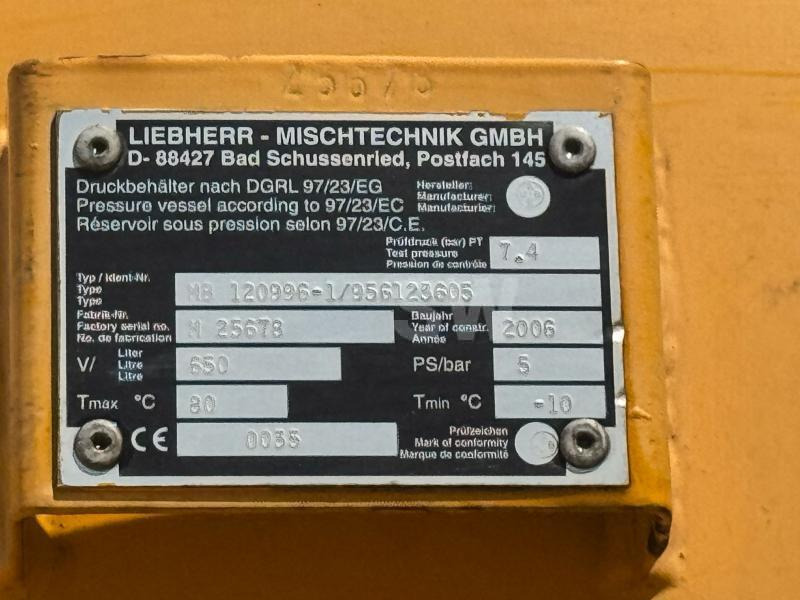 25678
LIEBHERR - MISCHTECHNIK GMBH
D- 88427 Bad Schussenried, Postfach 145
Druckbehälter nach DGRL 97/23/EG
Pressure vessel according to 97/23/EC
Réservoir sous pression selon 97/23/C.E.
Hersteller:
Manufacturer:
Manufacturier:
Prüfdruck (bar) PT
Test pressure
Pression de contrôle
7.4
Typ / Ident-Nr.
Type
Type
MB 120996-1/956123605
Fabrik-Nr.
Factory serial no.
No. de fabrication
M 25678
Baujahr
Year of constr.
Année
2006
V/
Liter
Litre
Litre
650
PS/bar
5
Tmax °C
80
Tmin °C
-10
CE
0035
Prüfzeichen
Mark of conformity
Marque de conformité